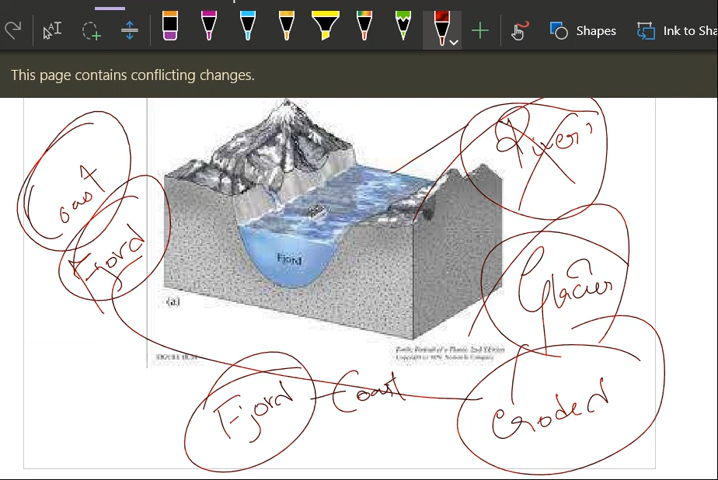 Shapes
Ink to Sha
This page contains conflicting changes.
River
Coast
Fjord
Fjord
Glacier
(a)
Fjord - Coast
Eroded